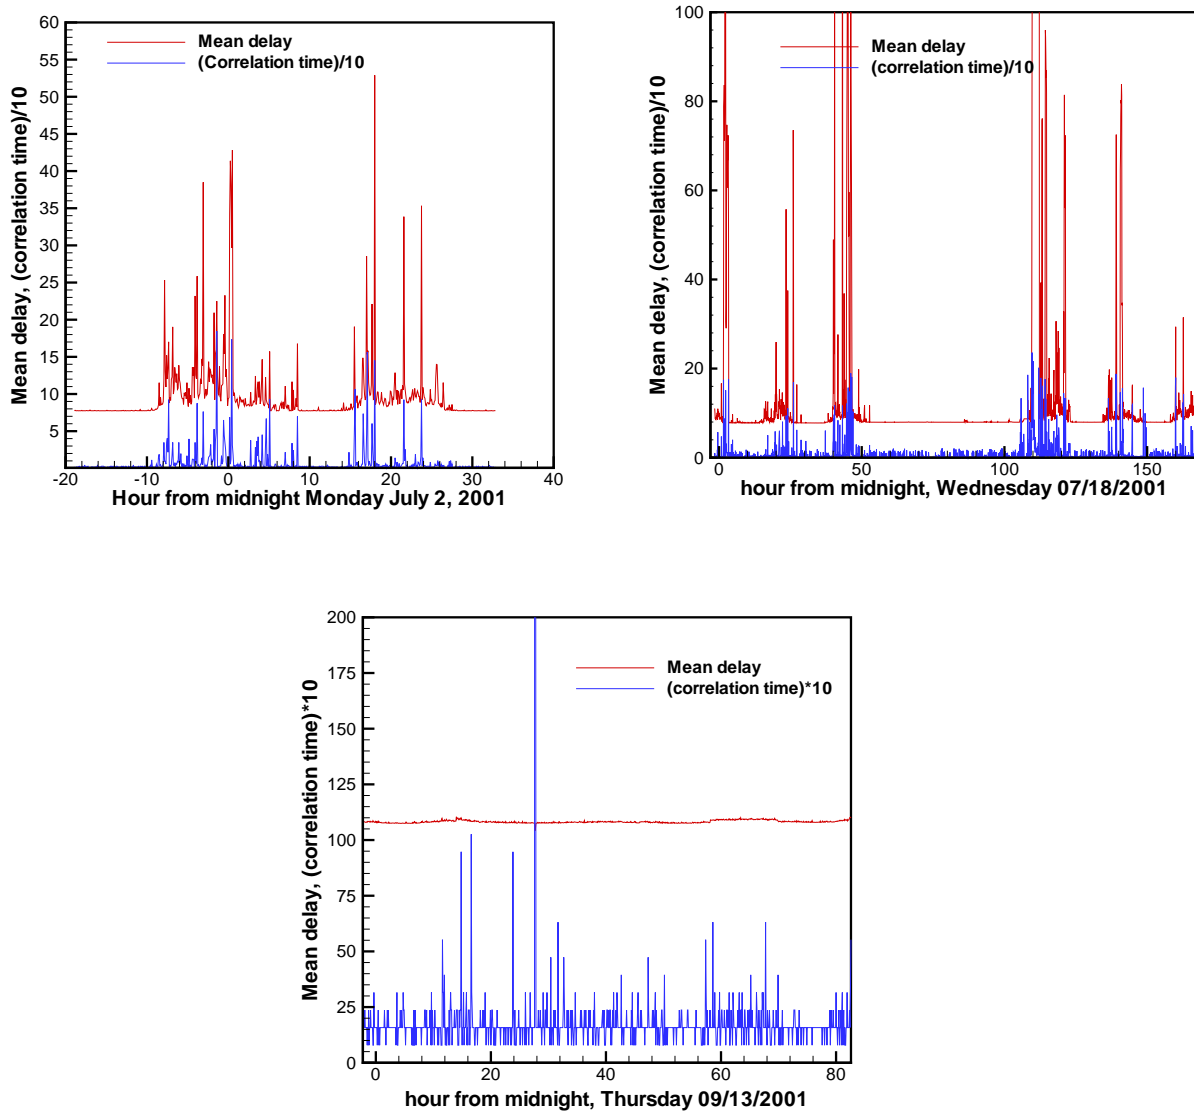 60
55
50
45
40
35
30
25
20
15
10
5
Mean delay, (correlation time)/10
Mean delay
(Correlation time)/10
-20 -10 0 10 20 30 40
Hour from midnight Monday July 2, 2001
100
80
60
40
20
0
Mean delay, (correlation time)/10
Mean delay
(correlation time)/10
0 50 100 150
hour from midnight, Wednesday 07/18/2001
200
175
150
125
100
75
50
25
0
Mean delay, (correlation time)*10
Mean delay
(correlation time)*10
0 20 40 60 80
hour from midnight, Thursday 09/13/2001